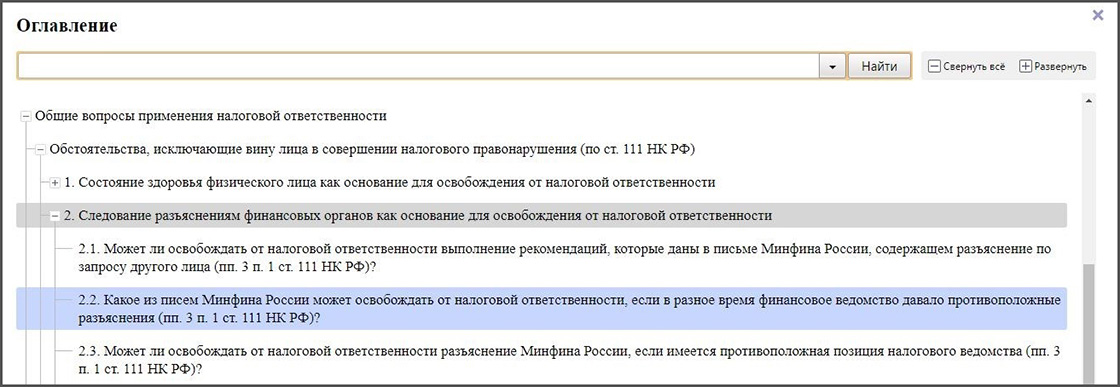 Оглавление
Найти
Свернуть всё
Развернуть
Общие вопросы применения налоговой ответственности
Обстоятельства, исключающие вину лица в совершении налогового правонарушения (по ст. 111 НК РФ)
1. Состояние здоровья физического лица как основание для освобождения от налоговой ответственности
2. Следование разъяснениям финансовых органов как основание для освобождения от налоговой ответственности
2.1. Может ли освобождать от налоговой ответственности выполнение рекомендаций, которые даны в письме Минфина России, содержащем разъяснение по
запросу другого лица (пп. 3 п. 1 ст. 111 НК РФ)?
2.2. Какое из писем Минфина России может освобождать от налоговой ответственности, если в разное время финансовое ведомство давало противоположные
разъяснения (пп. 3 п. 1 ст. 111 НК РФ)?
2.3. Может ли освобождать от налоговой ответственности разъяснение Минфина России, если имеется противоположная позиция налогового ведомства (пп. 3
п. 1 ст. 111 НК РФ)?